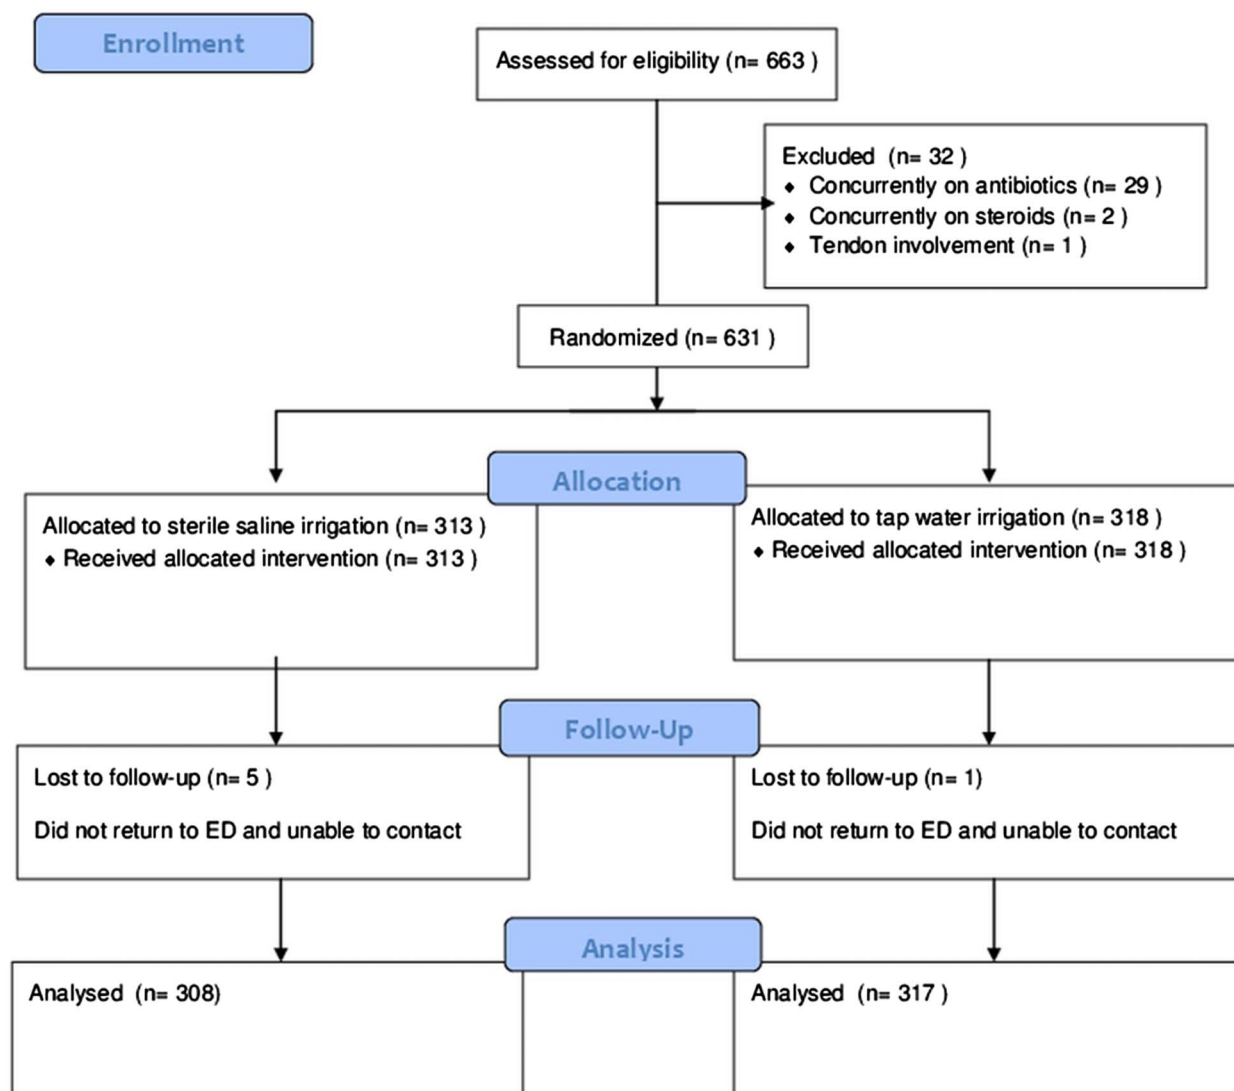 Enrollment
Assessed for eligibility (n= 663 )
Excluded  (n= 32 )
♦ Concurrently on antibiotics (n= 29 )
♦ Concurrently on steroids (n= 2 )
♦ Tendon involvement (n= 1 )
Randomized (n= 631 )
Allocation
Allocated to sterile saline irrigation (n= 313 )
♦ Received allocated intervention (n= 313 )
Allocated to tap water irrigation (n= 318 )
♦ Received allocated intervention (n= 318 )
Follow-Up
Lost to follow-up (n= 5 )
Did not return to ED and unable to contact
Lost to follow-up (n= 1)
Did not return to ED and unable to contact
Analysis
Analysed  (n= 308)
Analysed  (n= 317 )